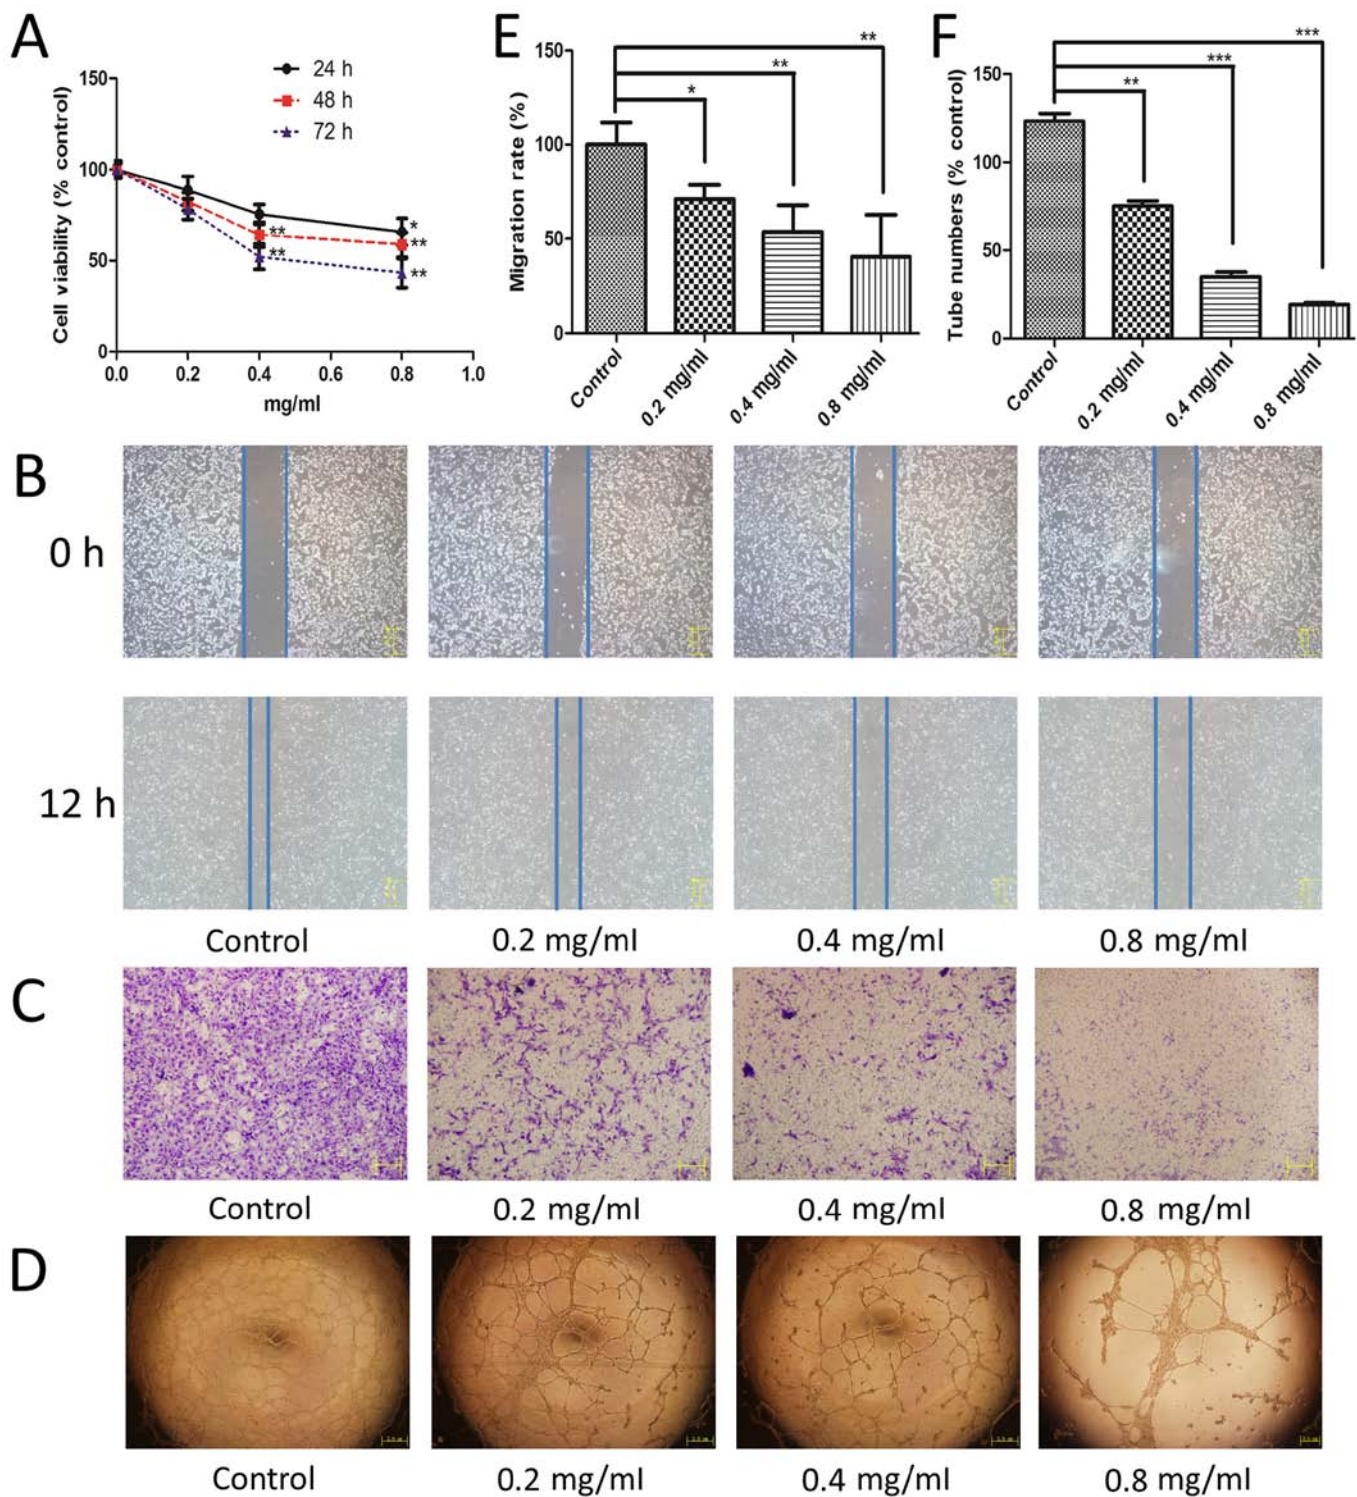 A
Cell viability (% control)
150
100
50
0
0.0 0.2 0.4 0.6 0.8 1.0
mg/ml
24 h
48 h
72 h
*
**
**
**
**
E
Migration rate (%)
150
100
50
0
Control 0.2 mg/ml 0.4 mg/ml 0.8 mg/ml
*
**
**
F
Tube numbers (% control)
150
100
50
0
Control 0.2 mg/ml 0.4 mg/ml 0.8 mg/ml
**
***
***
B
0 h
12 h
Control 0.2 mg/ml 0.4 mg/ml 0.8 mg/ml
C
Control 0.2 mg/ml 0.4 mg/ml 0.8 mg/ml
D
Control 0.2 mg/ml 0.4 mg/ml 0.8 mg/ml